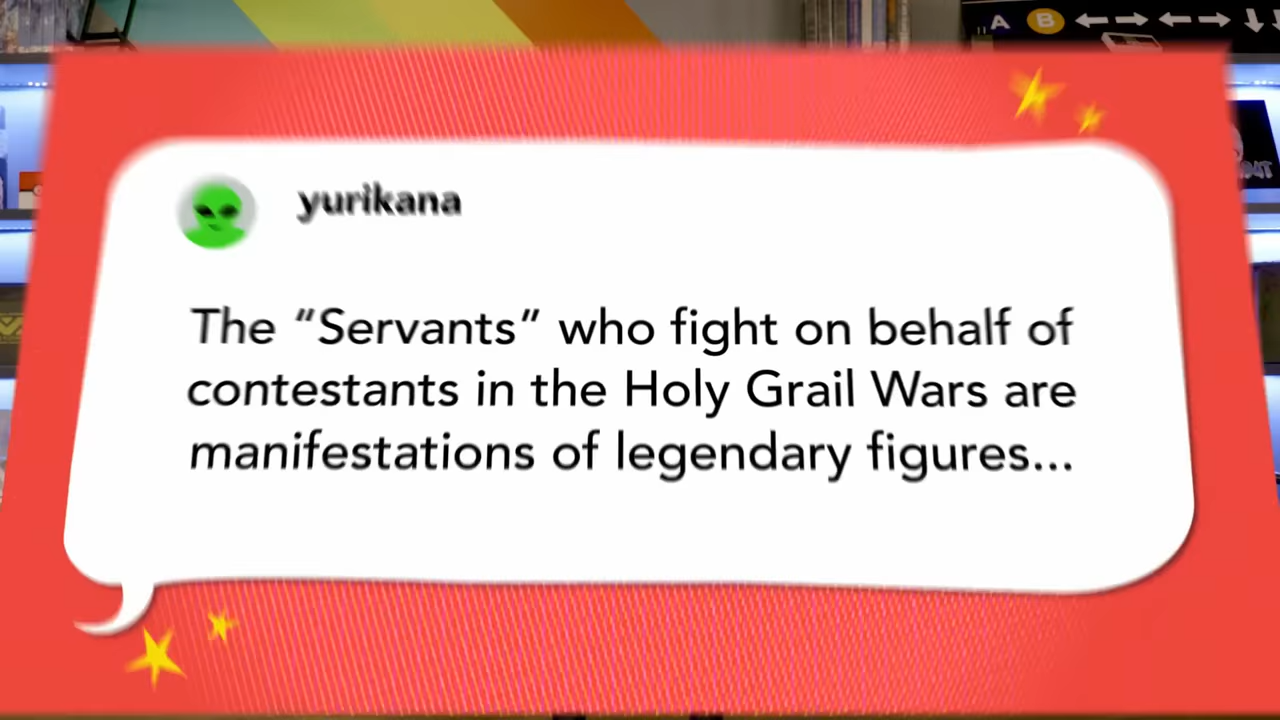 A B ←→←→↓
yurikana
The “Servants” who fight on behalf of
contestants in the Holy Grail Wars are
manifestations of legendary figures...